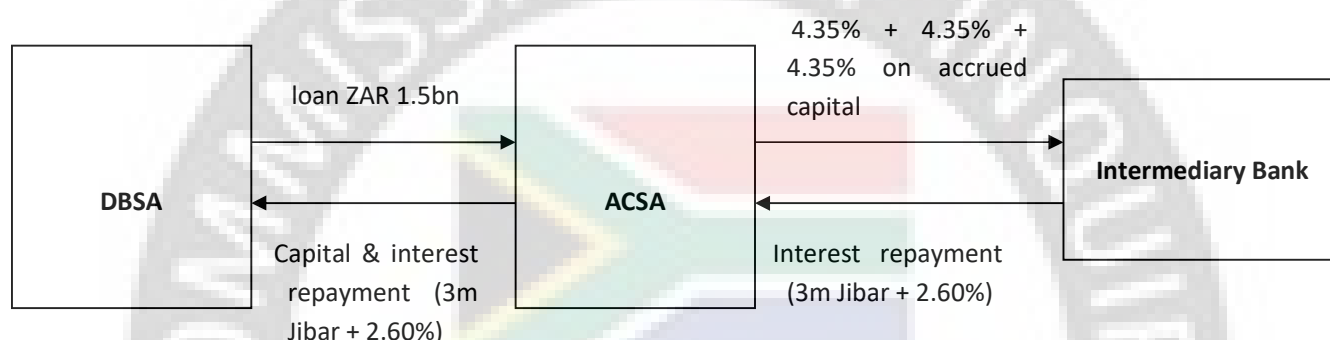 4.35% + 4.35% +
4.35% on accrued
capital
loan ZAR 1.5bn
DBSA
ACSA
Intermediary Bank
Capital & interest
repayment (3m
Jibar + 2.60%)
Interest repayment
(3m Jibar + 2.60%)